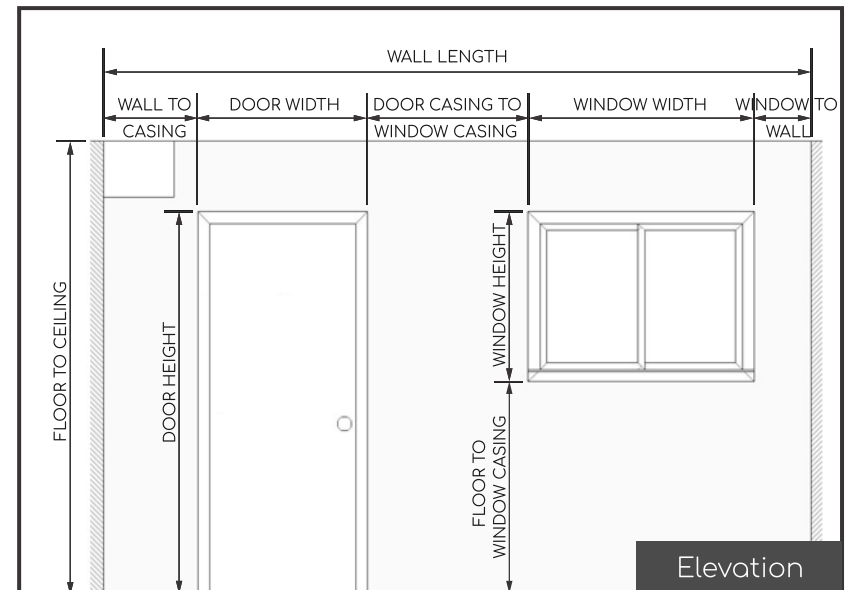 WALL LENGTH
WALL TO
CASING
DOOR WIDTH
DOOR CASING TO
WINDOW CASING
WINDOW WIDTH
WINDOW TO
WALL
FLOOR TO CEILING
DOOR HEIGHT
WINDOW HEIGHT
FLOOR TO
WINDOW CASING
Elevation